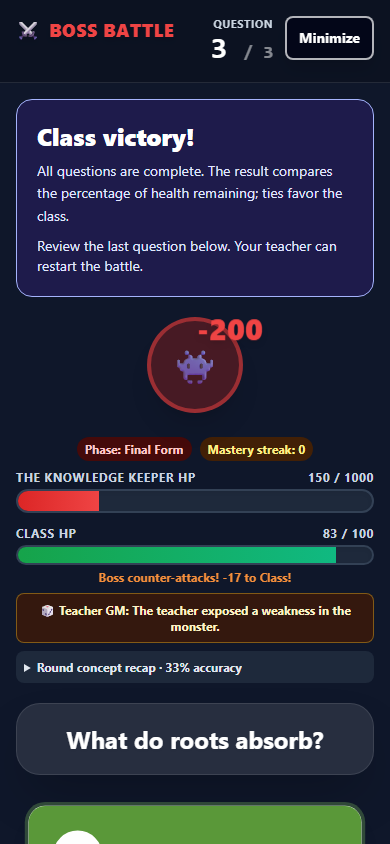 BOSS BATTLE
QUESTION
3 / 3
Minimize
Class victory!
All questions are complete. The result compares
the percentage of health remaining; ties favor the
class.
Review the last question below. Your teacher can
restart the battle.
-200
Phase: Final Form
Mastery streak: 0
THE KNOWLEDGE KEEPER HP
150 / 1000
CLASS HP
83 / 100
Boss counter-attacks! -17 to Class!
Teacher GM: The teacher exposed a weakness in the
monster.
Round concept recap · 33% accuracy
What do roots absorb?